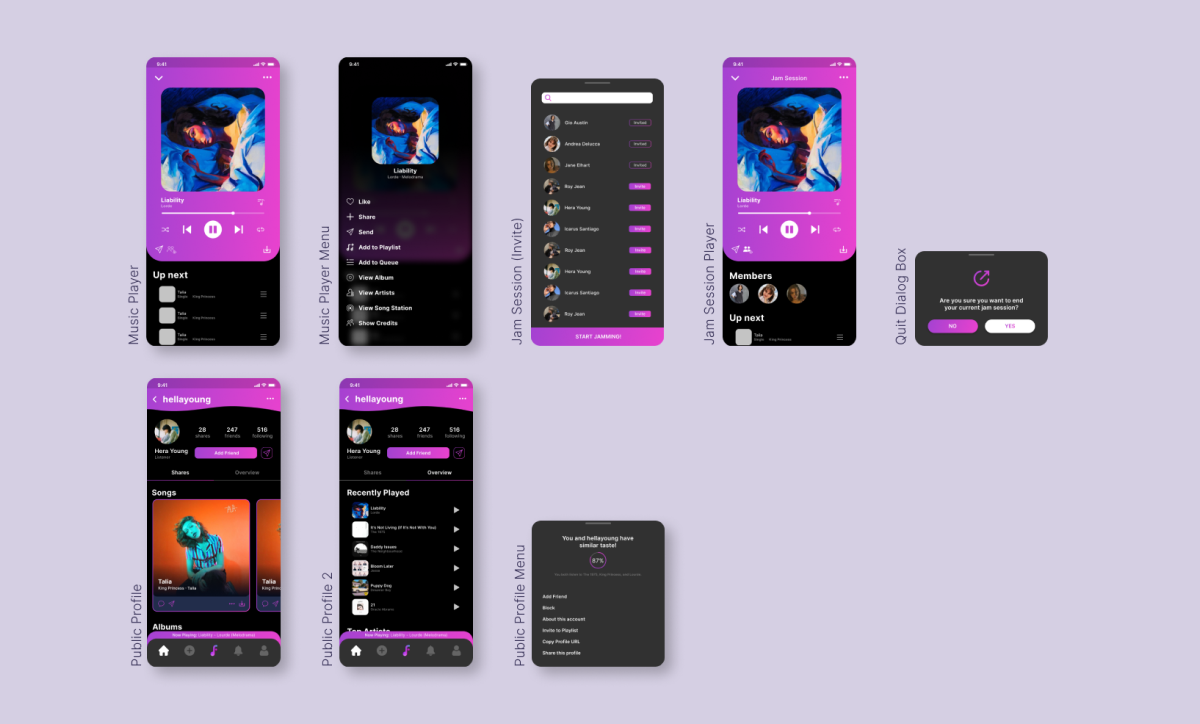 Music Player
9:41
Liability
Lorde
Up next
Talia
Single · King Princess
Talia
Single · King Princess
Talia
Single · King Princess
Music Player Menu
9:41
Liability
Lorde · Melodrama
Like
Share
Send
Add to Playlist
Add to Queue
View Album
View Artists
View Song Station
Show Credits
Jam Session (Invite)
Gio Austin
Invited
Andrea Delazza
Invited
Jane Elhart
Invited
Roy Jean
Invite
Hera Young
Invite
Icarus Santiago
Invite
Roy Jean
Invite
Hera Young
Invite
Icarus Santiago
Invite
Roy Jean
Invite
START JAMMING!
Jam Session Player
9:41
Jam Session
Liability
Lorde
Members
Up next
Talia
Single · King Princess
Quit Dialog Box
Are you sure you want to end
your current jam session?
NO
YES
Public Profile
9:41
hellayoung
28
247
516
shares
friends
following
Hera Young
Listener
Add Friend
Shares
Overview
Songs
Talia
King Princess · Talia
Talia
King Princess
Albums
Now Playing: Liability - Lourde (Melodrama)
Public Profile 2
9:41
hellayoung
28
247
516
shares
friends
following
Hera Young
Listener
Add Friend
Shares
Overview
Recently Played
Liability
Lorde
It's Not Living (If It's Not With You)
The 1975
Daddy Issues
The Neighbourhood
Bloom Later
Jesse
Puppy Dog
21
Gracie Abrams
Top Artists
Now Playing: Liability - Lourde (Melodrama)
Public Profile Menu
You and hellayoung have
similar taste!
87%
Add Friend
Block
About this account
Invite to Playlist
Copy Profile URL
Share this profile